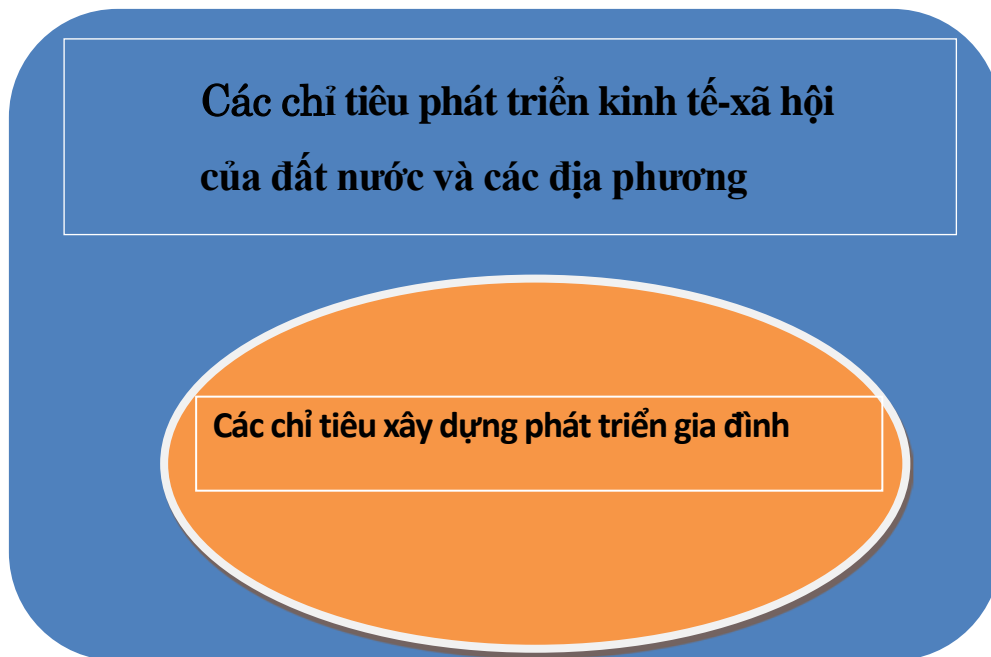 Các chỉ tiêu phát triển kinh tế-xã hội
của đất nước và các địa phương
Các chỉ tiêu xây dựng phát triển gia đình